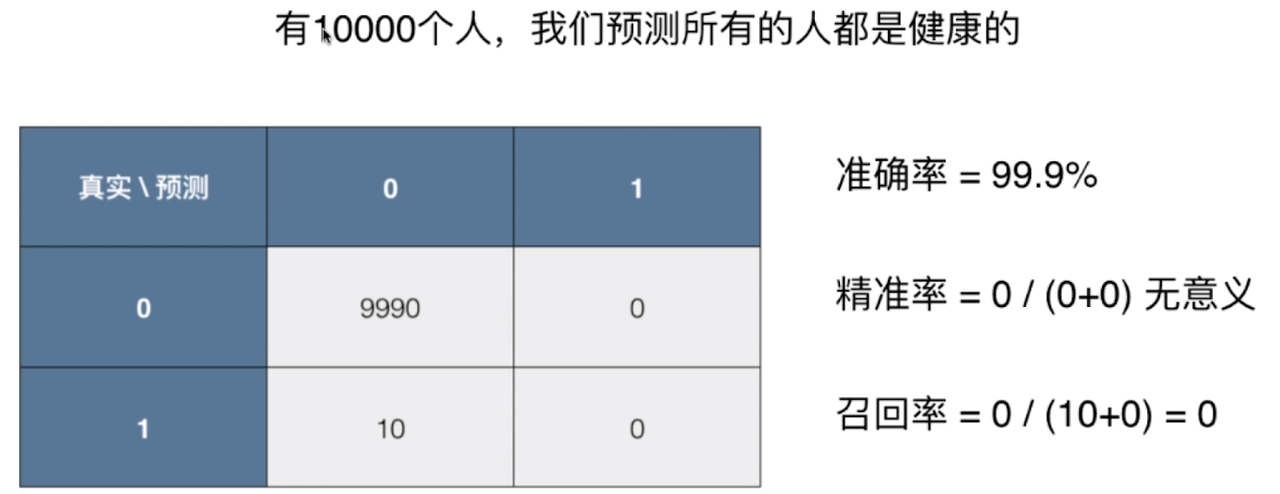 有10000个人，我们预测所有的人都是健康的
真实 \ 预测 0 1
0 9990 0
1 10 0
准确率 = 99.9%
精准率 = 0 / (0+0) 无意义
召回率 = 0 / (10+0) = 0